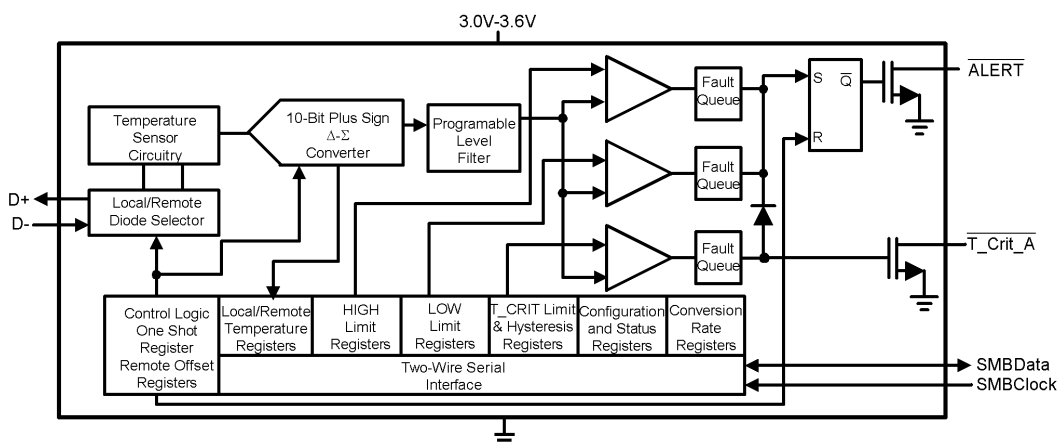 3.0V-3.6V
Temperature
Sensor
Circuitry
10-Bit Plus Sign
Δ-Σ
Converter
Programable
Level
Filter
Fault
Queue
S
Q
R
ALERT
Fault
Queue
D+
D-
Local/Remote
Diode Selector
Fault
Queue
T_Crit_A
Control Logic
One Shot
Register
Remote Offset
Registers
Local/Remote
Temperature
Registers
HIGH
Limit
Registers
LOW
Limit
Registers
T_CRIT Limit
& Hysteresis
Registers
Configuration
and Status
Registers
Conversion
Rate
Registers
Two-Wire Serial
Interface
SMBData
SMBClock